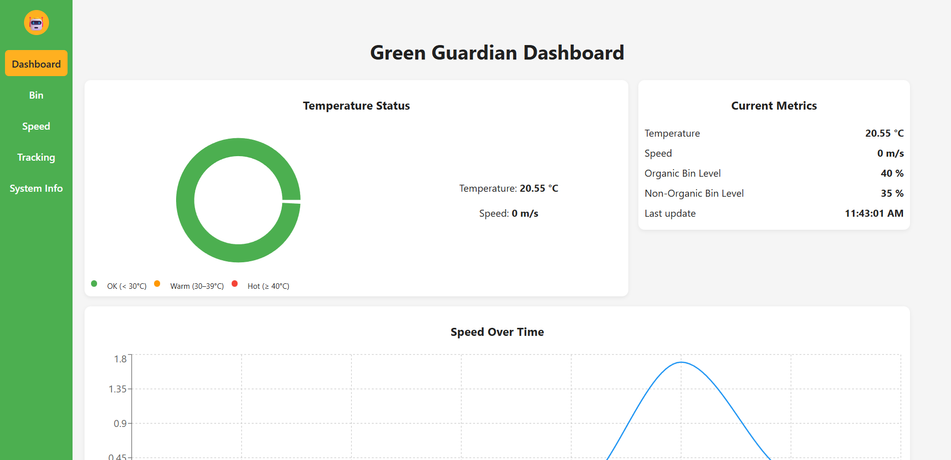 Dashboard
Bin
Speed
Tracking
System Info
Green Guardian Dashboard
Temperature Status
Temperature: 20.55 °C
Speed: 0 m/s
OK (< 30°C) Warm (30–39°C) Hot (≥ 40°C)
Current Metrics
Temperature 20.55 °C
Speed 0 m/s
Organic Bin Level 40 %
Non-Organic Bin Level 35 %
Last update 11:43:01 AM
Speed Over Time
1.8
1.35
0.9
0.45